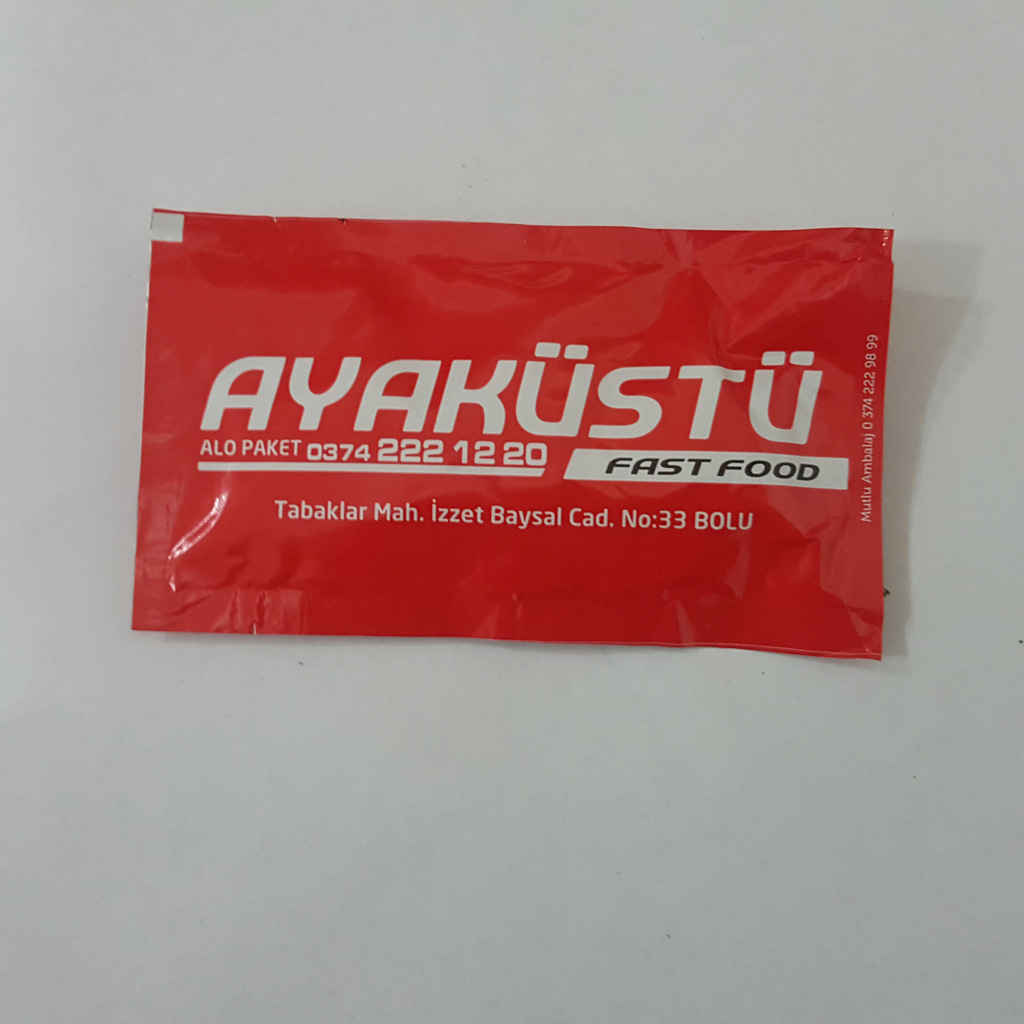 AYAKÜSTÜ
ALO PAKET 0374 222 12 20
FAST FOOD
Tabaklar Mah. İzzet Baysal Cad. No:33 BOLU
Mutlu Ambalaj 0 374 222 98 99